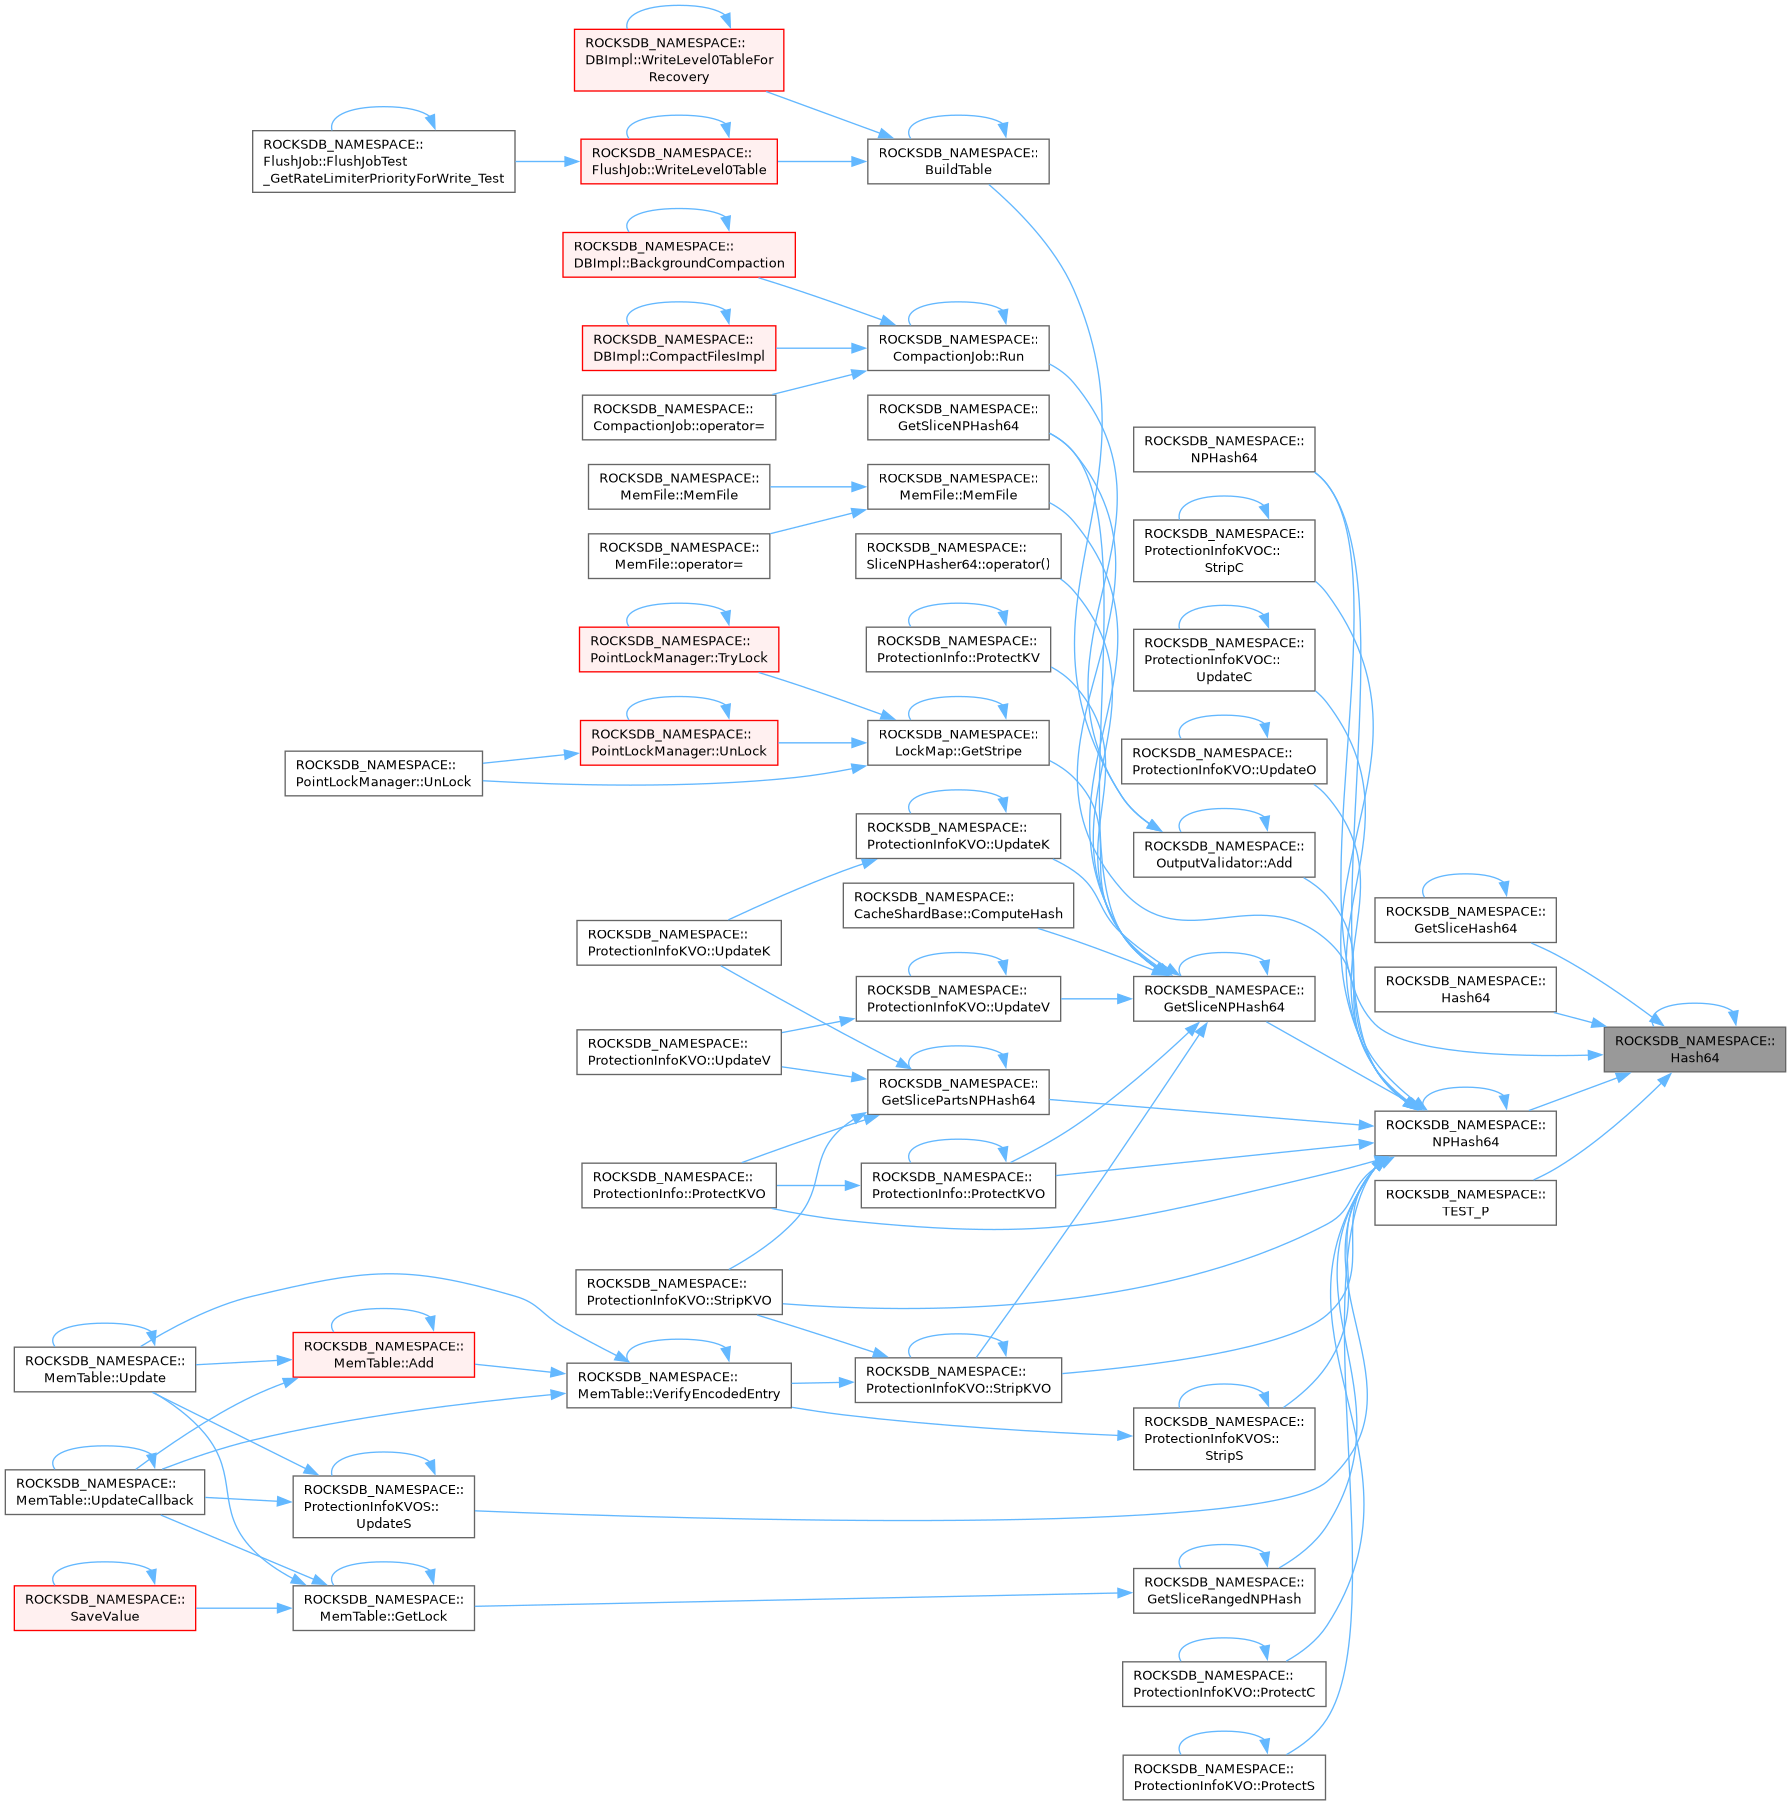 ROCKSDB_NAMESPACE::
DBImpl::WriteLevel0TableFor
Recovery
ROCKSDB_NAMESPACE::
FlushJob::FlushJobTest
_GetRateLimiterPriorityForWrite_Test
ROCKSDB_NAMESPACE::
FlushJob::WriteLevel0Table
ROCKSDB_NAMESPACE::
BuildTable
ROCKSDB_NAMESPACE::
DBImpl::BackgroundCompaction
ROCKSDB_NAMESPACE::
DBImpl::CompactFilesImpl
ROCKSDB_NAMESPACE::
CompactionJob::Run
ROCKSDB_NAMESPACE::
CompactionJob::operator=
ROCKSDB_NAMESPACE::
GetSliceNPHash64
ROCKSDB_NAMESPACE::
NPHash64
ROCKSDB_NAMESPACE::
MemFile::MemFile
ROCKSDB_NAMESPACE::
MemFile::MemFile
ROCKSDB_NAMESPACE::
MemFile::operator=
ROCKSDB_NAMESPACE::
SliceNPHasher64::operator()
ROCKSDB_NAMESPACE::
ProtectionInfoKVOC::
StripC
ROCKSDB_NAMESPACE::
PointLockManager::TryLock
ROCKSDB_NAMESPACE::
ProtectionInfo::ProtectKV
ROCKSDB_NAMESPACE::
ProtectionInfoKVOC::
UpdateC
ROCKSDB_NAMESPACE::
PointLockManager::UnLock
ROCKSDB_NAMESPACE::
PointLockManager::UnLock
ROCKSDB_NAMESPACE::
LockMap::GetStripe
ROCKSDB_NAMESPACE::
ProtectionInfoKVO::UpdateO
ROCKSDB_NAMESPACE::
ProtectionInfoKVO::UpdateK
ROCKSDB_NAMESPACE::
OutputValidator::Add
ROCKSDB_NAMESPACE::
CacheShardBase::ComputeHash
ROCKSDB_NAMESPACE::
GetSliceHash64
ROCKSDB_NAMESPACE::
ProtectionInfoKVO::UpdateK
ROCKSDB_NAMESPACE::
ProtectionInfoKVO::UpdateV
ROCKSDB_NAMESPACE::
GetSliceNPHash64
ROCKSDB_NAMESPACE::
Hash64
ROCKSDB_NAMESPACE::
Hash64
ROCKSDB_NAMESPACE::
ProtectionInfoKVO::UpdateV
ROCKSDB_NAMESPACE::
GetSlicePartsNPHash64
ROCKSDB_NAMESPACE::
NPHash64
ROCKSDB_NAMESPACE::
ProtectionInfo::ProtectKVO
ROCKSDB_NAMESPACE::
ProtectionInfo::ProtectKVO
ROCKSDB_NAMESPACE::
TEST_P
ROCKSDB_NAMESPACE::
ProtectionInfoKVO::StripKVO
ROCKSDB_NAMESPACE::
MemTable::Update
ROCKSDB_NAMESPACE::
MemTable::Add
ROCKSDB_NAMESPACE::
MemTable::VerifyEncodedEntry
ROCKSDB_NAMESPACE::
ProtectionInfoKVO::StripKVO
ROCKSDB_NAMESPACE::
ProtectionInfoKVOS::
StripS
ROCKSDB_NAMESPACE::
MemTable::UpdateCallback
ROCKSDB_NAMESPACE::
ProtectionInfoKVOS::
UpdateS
ROCKSDB_NAMESPACE::
SaveValue
ROCKSDB_NAMESPACE::
MemTable::GetLock
ROCKSDB_NAMESPACE::
GetSliceRangedNPHash
ROCKSDB_NAMESPACE::
ProtectionInfoKVO::ProtectC
ROCKSDB_NAMESPACE::
ProtectionInfoKVO::ProtectS